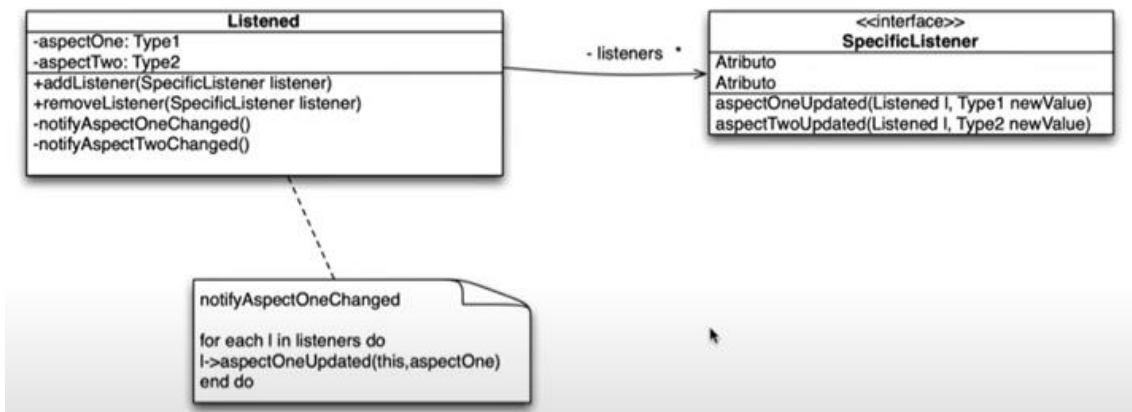 Listened
-aspectOne: Type1
-aspectTwo: Type2
+addListener(SpecificListener listener)
+removeListener(SpecificListener listener)
-notifyAspectOneChanged()
-notifyAspectTwoChanged()
- listeners *
<<interface>>
SpecificListener
Atributo
Atributo
aspectOneUpdated(Listened l, Type1 newValue)
aspectTwoUpdated(Listened l, Type2 newValue)
notifyAspectOneChanged
for each l in listeners do
l->aspectOneUpdated(this,aspectOne)
end do